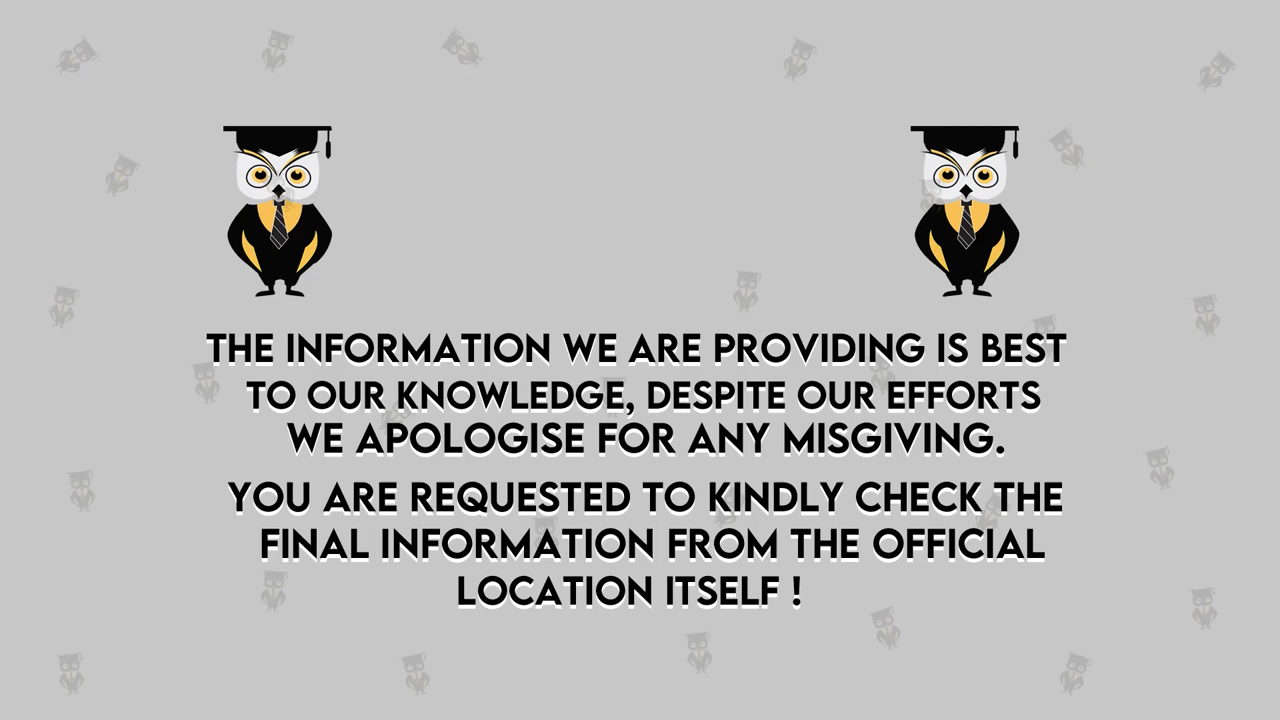 THE INFORMATION WE ARE PROVIDING IS BEST
TO OUR KNOWLEDGE, DESPITE OUR EFFORTS
WE APOLOGISE FOR ANY MISGIVING.
YOU ARE REQUESTED TO KINDLY CHECK THE
FINAL INFORMATION FROM THE OFFICIAL
LOCATION ITSELF !